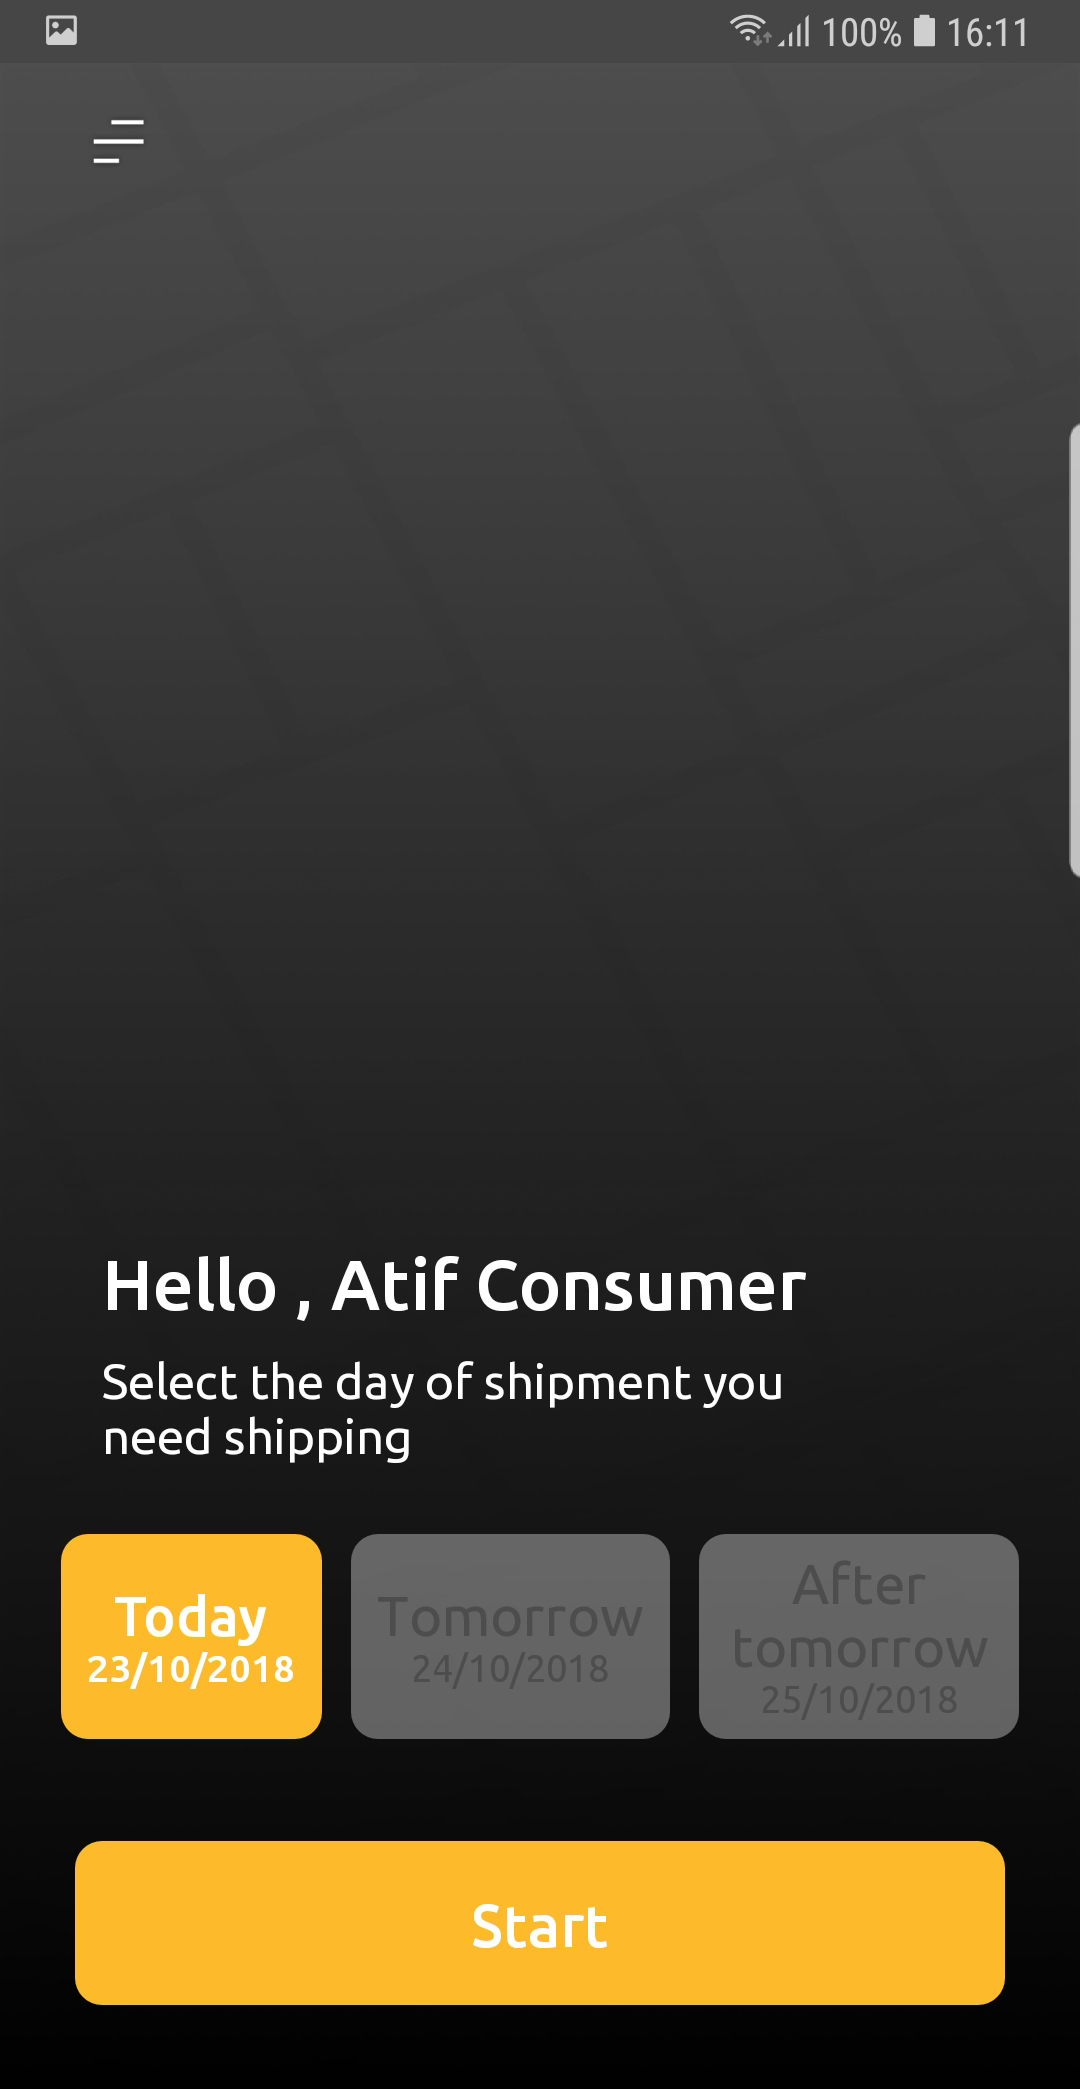 100% 16:11
Hello , Atif Consumer
Select the day of shipment you
need shipping
Today
23/10/2018
Tomorrow
24/10/2018
After
tomorrow
25/10/2018
Start